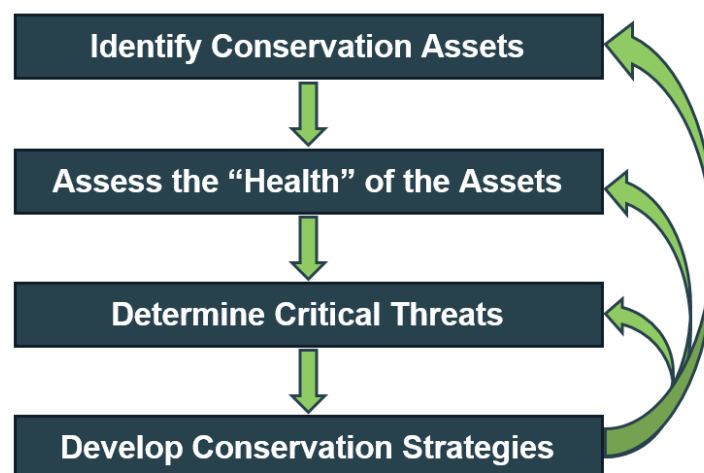 Identify Conservation Assets
Assess the “Health” of the Assets
Determine Critical Threats
Develop Conservation Strategies